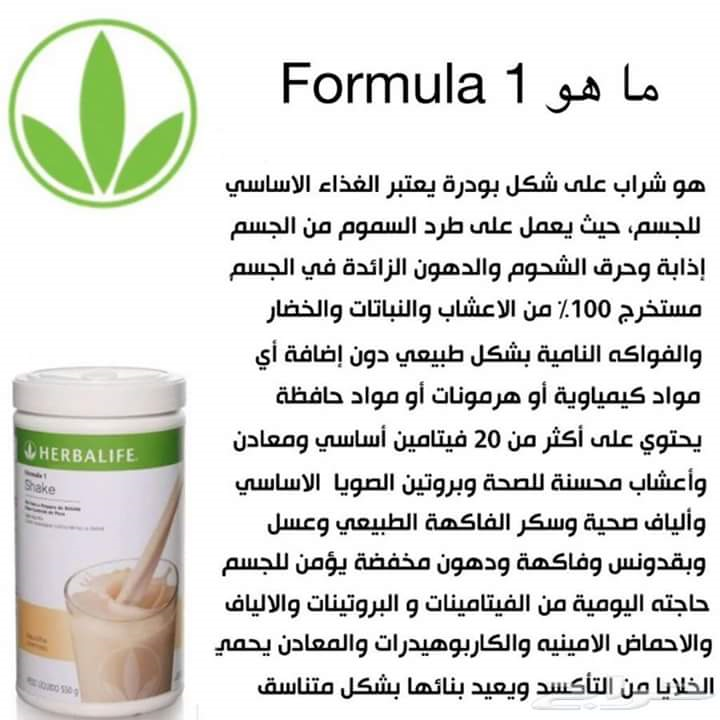 ما هو Formula 1
هو شراب على شكل بودرة يعتبر الغذاء الاساسي
للجسم، حيث يعمل على طرد السموم من الجسم
إذابة وحرق الشحوم والدهون الزائدة في الجسم
مستخرج 100٪ من الاعشاب والنباتات والخضار
والفواكه النامية بشكل طبيعي دون إضافة أي
مواد كيمياوية أو هرمونات أو مواد حافظة
يحتوي على أكثر من 20 فيتامين أساسي ومعادن
وأعشاب محسنة للصحة وبروتين الصويا الاساسي
وألياف صحية وسكر الفاكهة الطبيعي وعسل
وبقدونس وفاكهة ودهون مخفضة يؤمن للجسم
حاجته اليومية من الفيتامينات و البروتينات والالياف
والاحماض الامينيه والكاربوهيدرات والمعادن يحمي
الخلايا من التأكسد ويعيد بنائها بشكل متناسق
HERBALIFE.
Formula 1
Shake
PESO LÍQUIDO 550 g
حراج